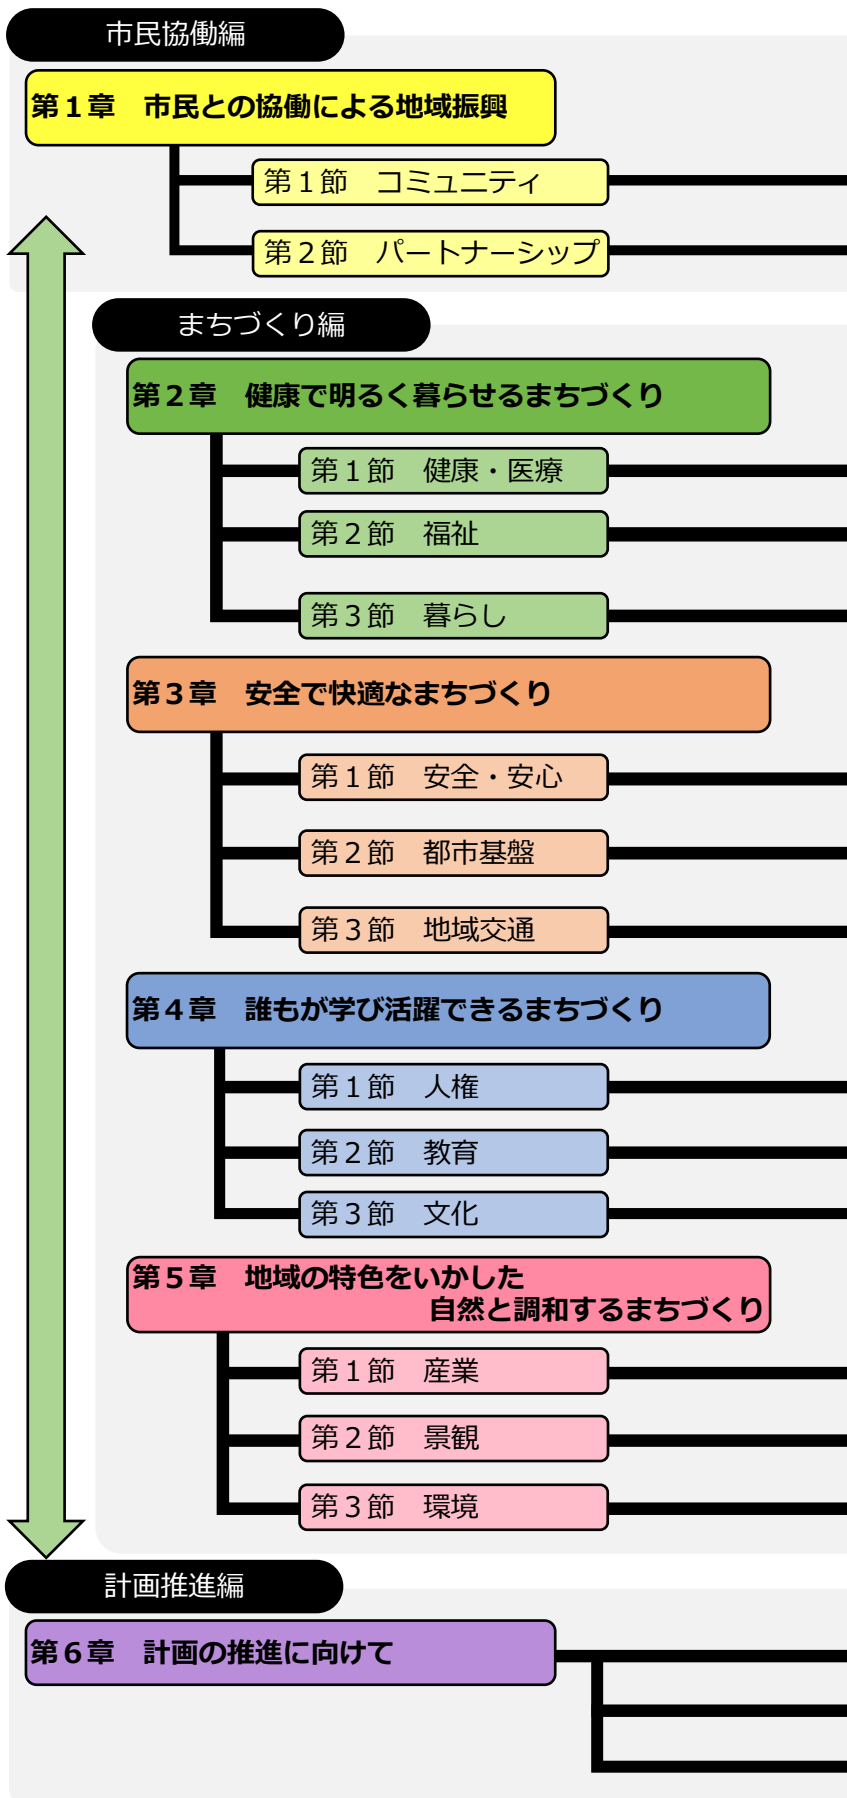 市民協働編
第１章　市民との協働による地域振興
第１節　コミュニティ
第２節　パートナーシップ
まちづくり編
第２章　健康で明るく暮らせるまちづくり
第１節　健康・医療
第２節　福祉
第３節　暮らし
第３章　安全で快適なまちづくり
第１節　安全・安心
第２節　都市基盤
第３節　地域交通
第４章　誰もが学び活躍できるまちづくり
第１節　人権
第２節　教育
第３節　文化
第５章　地域の特色をいかした
自然と調和するまちづくり
第１節　産業
第２節　景観
第３節　環境
計画推進編
第６章　計画の推進に向けて